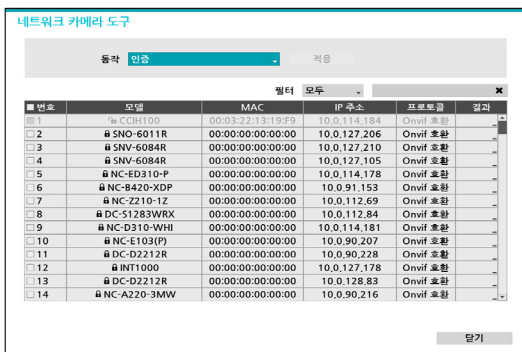 네트워크 카메라 도구
동작 인증 적용
필터 모두
번호 모델 MAC IP 주소 프로토콜 결과
1 CCIH100 00:03:22:13:19:F9 10,0,114,184 Onvif 호환 _
2 SNO-6011R 00:00:00:00:00:00 10,0,127,206 Onvif 호환 _
3 SNV-6084R 00:00:00:00:00:00 10,0,127,210 Onvif 호환 _
4 SNV-6084R 00:00:00:00:00:00 10,0,127,105 Onvif 호환 _
5 NC-ED310-P 00:00:00:00:00:00 10,0,114,178 Onvif 호환 _
6 NC-B420-XDP 00:00:00:00:00:00 10,0,91,153 Onvif 호환 _
7 NC-Z210-1Z 00:00:00:00:00:00 10,0,112,69 Onvif 호환 _
8 DC-S1283WRX 00:00:00:00:00:00 10,0,112,84 Onvif 호환 _
9 NC-D310-WHI 00:00:00:00:00:00 10,0,114,181 Onvif 호환 _
10 NC-E103(P) 00:00:00:00:00:00 10,0,90,207 Onvif 호환 _
11 DC-D2212R 00:00:00:00:00:00 10,0,90,228 Onvif 호환 _
12 INT1000 00:00:00:00:00:00 10,0,127,178 Onvif 호환 _
13 DC-D2212R 00:00:00:00:00:00 10,0,128,83 Onvif 호환 _
14 NC-A220-3MW 00:00:00:00:00:00 10,0,90,216 Onvif 호환 _
닫기